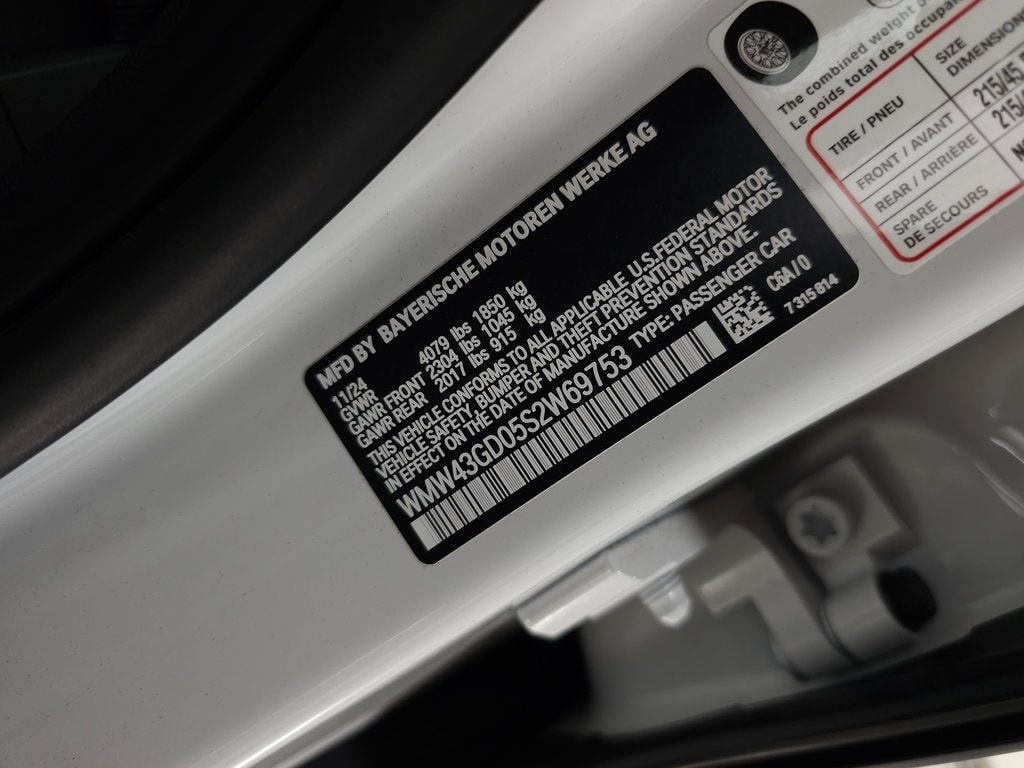 MFD BY BAYERISCHE MOTOREN WERKE AG
11/24
GVWR 4079 lbs 1850 kg
GAWR FRONT 2304 lbs 1045 kg
GAWR REAR 2017 lbs 915 kg
THIS VEHICLE CONFORMS TO ALL APPLICABLE U.S. FEDERAL MOTOR
VEHICLE SAFETY, BUMPER AND THEFT PREVENTION STANDARDS
IN EFFECT ON THE DATE OF MANUFACTURE SHOWN ABOVE.
WMW43GD05S2W69753 TYPE: PASSENGER CAR
C6A/0
7315814
The combined weight of
Le poids total des occupa
TIRE / PNEU
SIZE
DIMENSION
FRONT / AVANT
215/45
REAR / ARRIÈRE
215/
SPARE
DE SECOURS